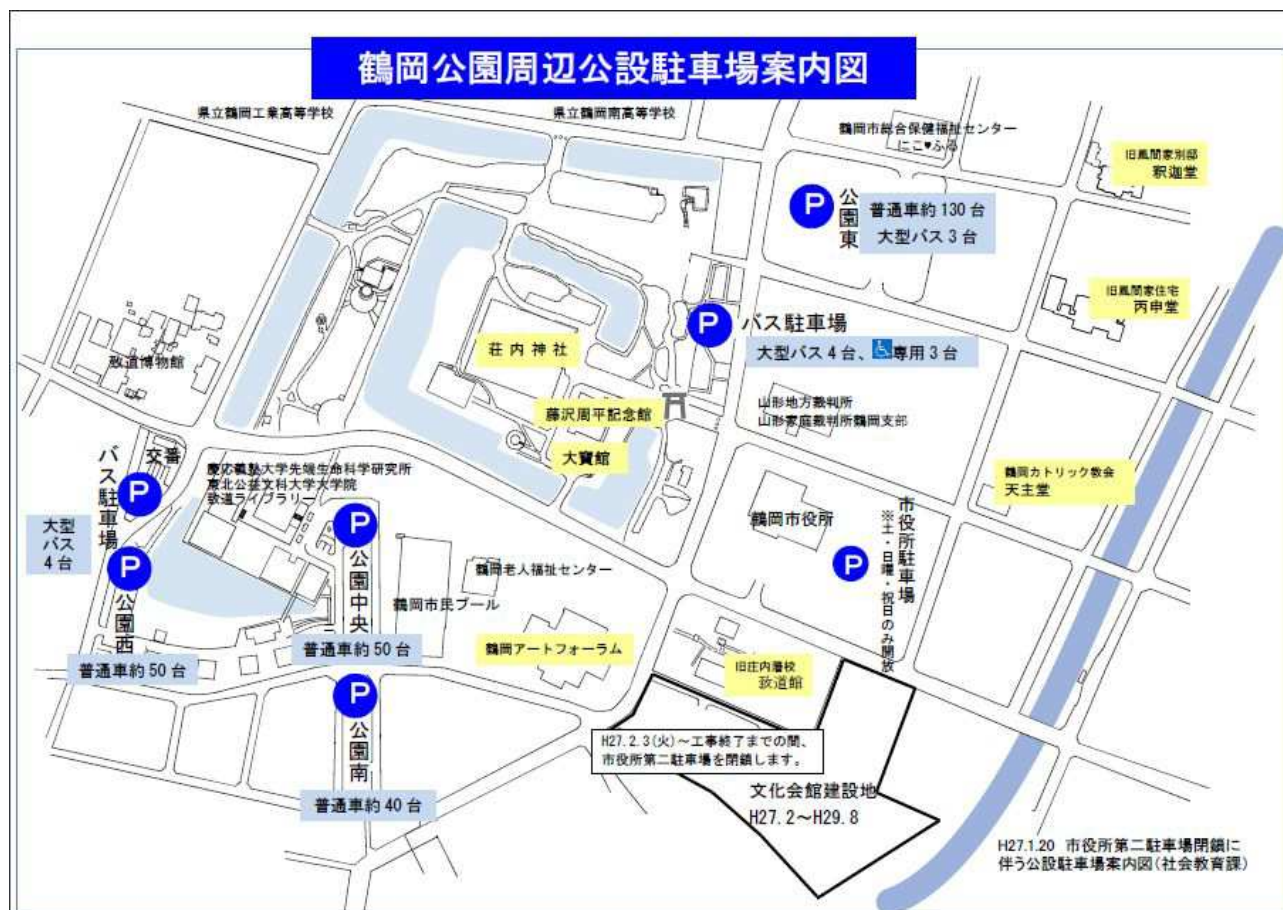 鶴岡公園周辺公設駐車場案内図
県立鶴岡工業高等学校
県立鶴岡南高等学校
鶴岡市総合保健福祉センター
にこ♥ふる
旧風間家別邸
釈迦堂
P
公園東
普通車約130台
大型バス3台
旧風間家住宅
丙申堂
P
バス駐車場
大型バス4台、♿専用3台
荘内神社
致道博物館
藤沢周平記念館
山形地方裁判所
山形家庭裁判所鶴岡支部
大寶館
鶴岡カトリック教会
天主堂
交番
バス駐車場
P
大型
バス
4台
慶応義塾大学先端生命科学研究所
東北公益文科大学大学院
致道ライブラリー
P
公園中央
普通車約50台
鶴岡市役所
P
市役所駐車場
※土・日曜・祝日のみ開放
P
公園西
普通車約50台
鶴岡老人福祉センター
鶴岡市民プール
鶴岡アートフォーラム
旧庄内藩校
致道館
P
公園南
普通車約40台
H27.2.3(火)～工事終了までの間、
市役所第二駐車場を閉鎖します。
文化会館建設地
H27.2～H29.8
H27.1.20 市役所第二駐車場閉鎖に
伴う公設駐車場案内図(社会教育課)